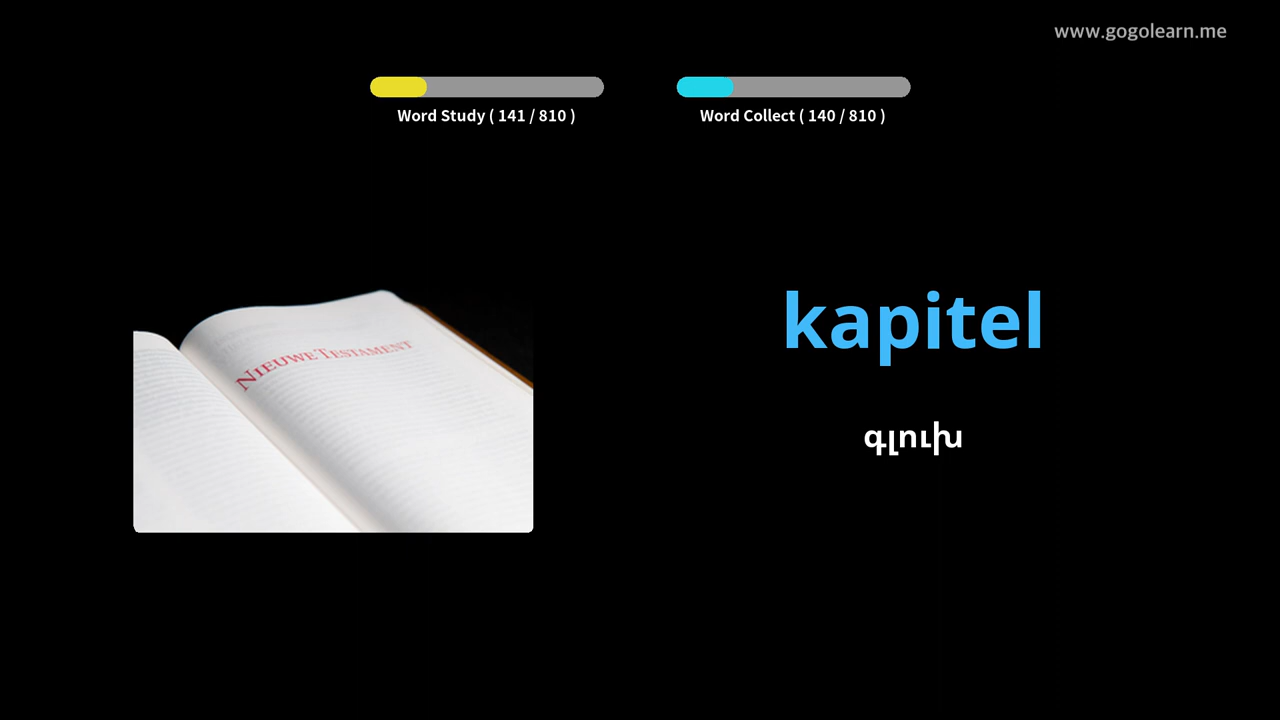 www.gogolearn.me
Word Study ( 141 / 810 )
Word Collect ( 140 / 810 )
NIEUWE TESTAMENT
kapitel
գլուխ